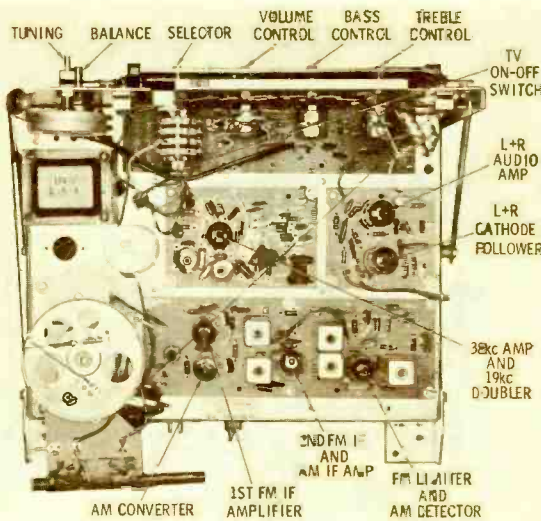 TUNING
BALANCE
SELECTOR
VOLUME
CONTROL
BASS
CONTROL
TREBLE
CONTROL
TV
ON-OFF
SWITCH
L+R
AUDIO
AMP
L+R
CATHODE
FOLLOWER
38kc AMP
AND
19kc
DOUBLER
2ND FM IF
AND
AM IF AMP
FM LIMITER
AND
AM DETECTOR
1ST FM IF
AMPLIFIER
AM CONVERTER